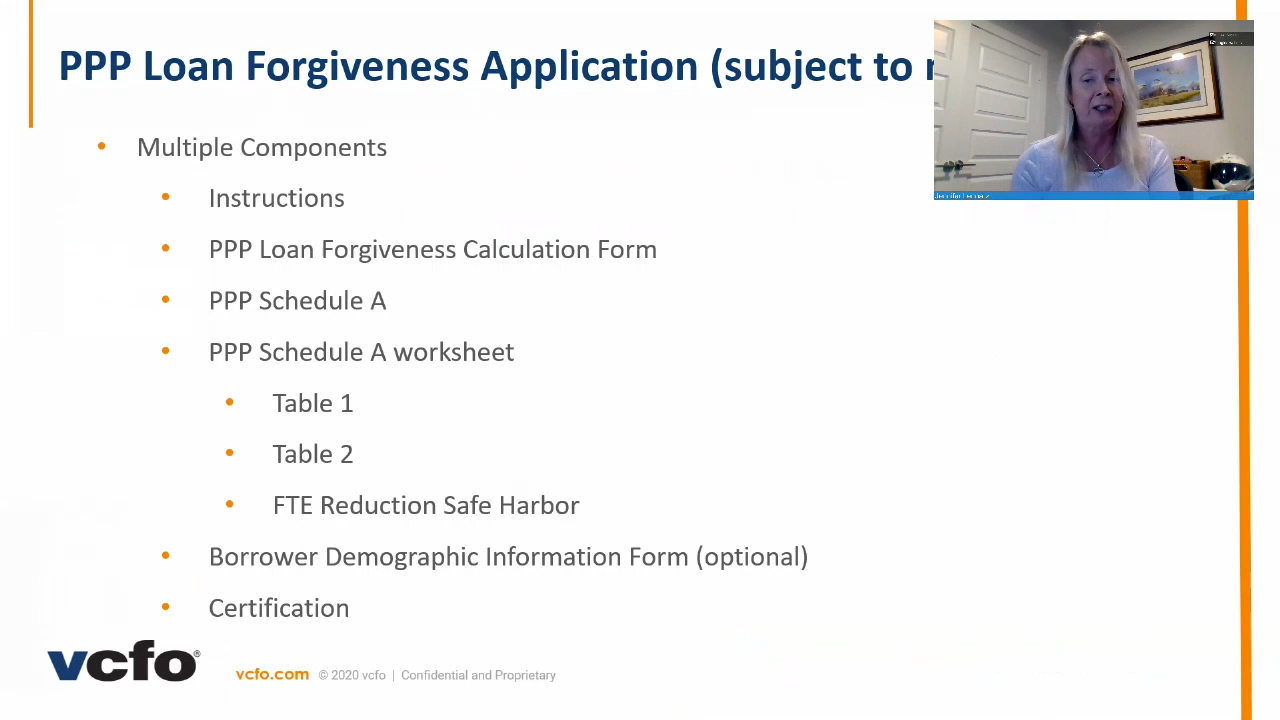 PPP Loan Forgiveness Application (subject to
Multiple Components
Instructions
PPP Loan Forgiveness Calculation Form
PPP Schedule A
PPP Schedule A worksheet
Table 1
Table 2
FTE Reduction Safe Harbor
Borrower Demographic Information Form (optional)
Certification
vcfo®
vcfo.com © 2020 vcfo | Confidential and Proprietary